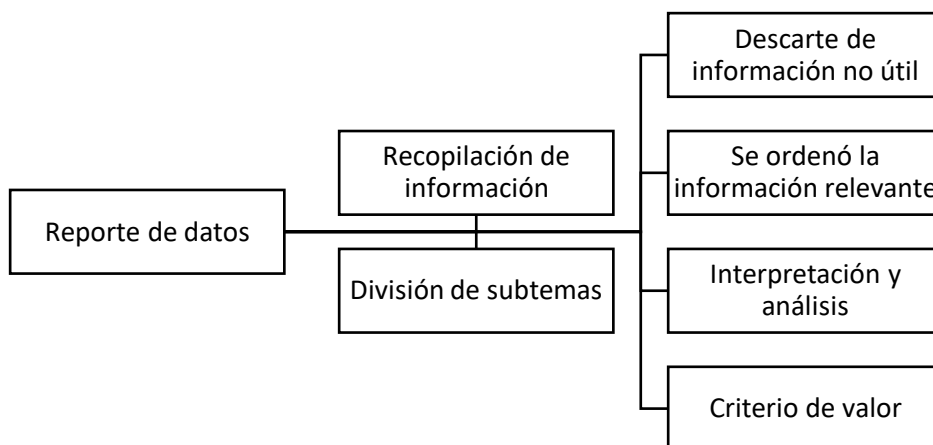 Reporte de datos
Recopilación de
información
División de subtemas
Descarte de
información no útil
Se ordenó la
información relevante
Interpretación y
análisis
Criterio de valor